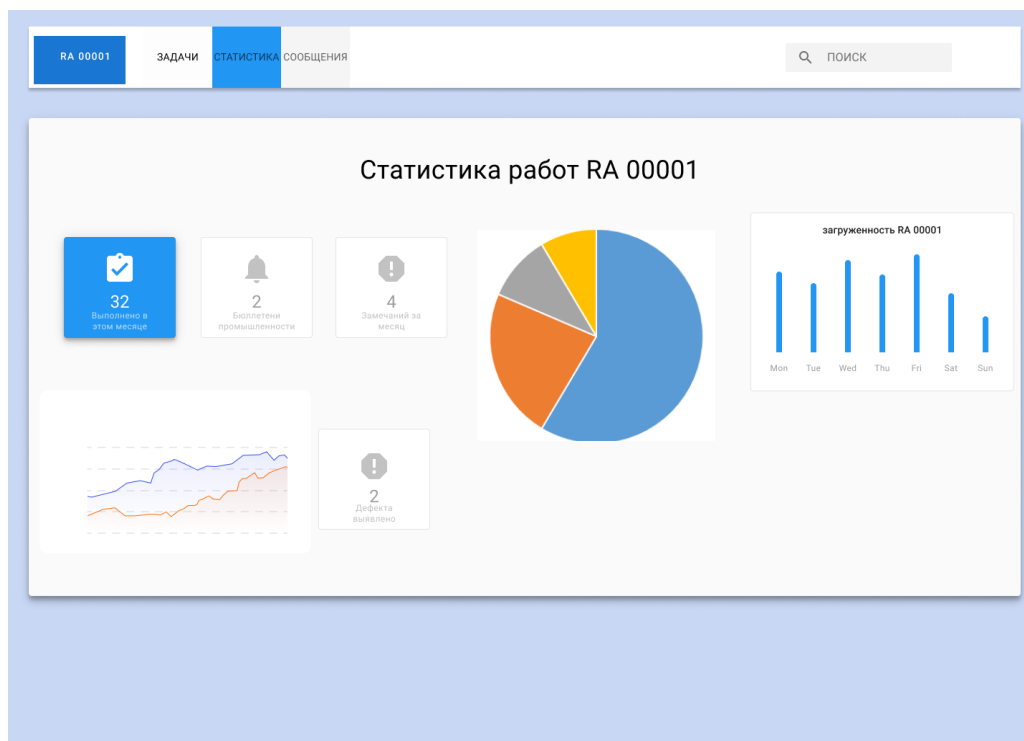 RA 00001
ЗАДАЧИ
СТАТИСТИКА
СООБЩЕНИЯ
ПОИСК
Статистика работ RA 00001
32
Выполнено в
этом месяце
2
Бюллетени
промышленности
4
Замечаний за
месяц
загруженность RA 00001
Mon Tue Wed Thu Fri Sat Sun
2
Дефекта
выявлено